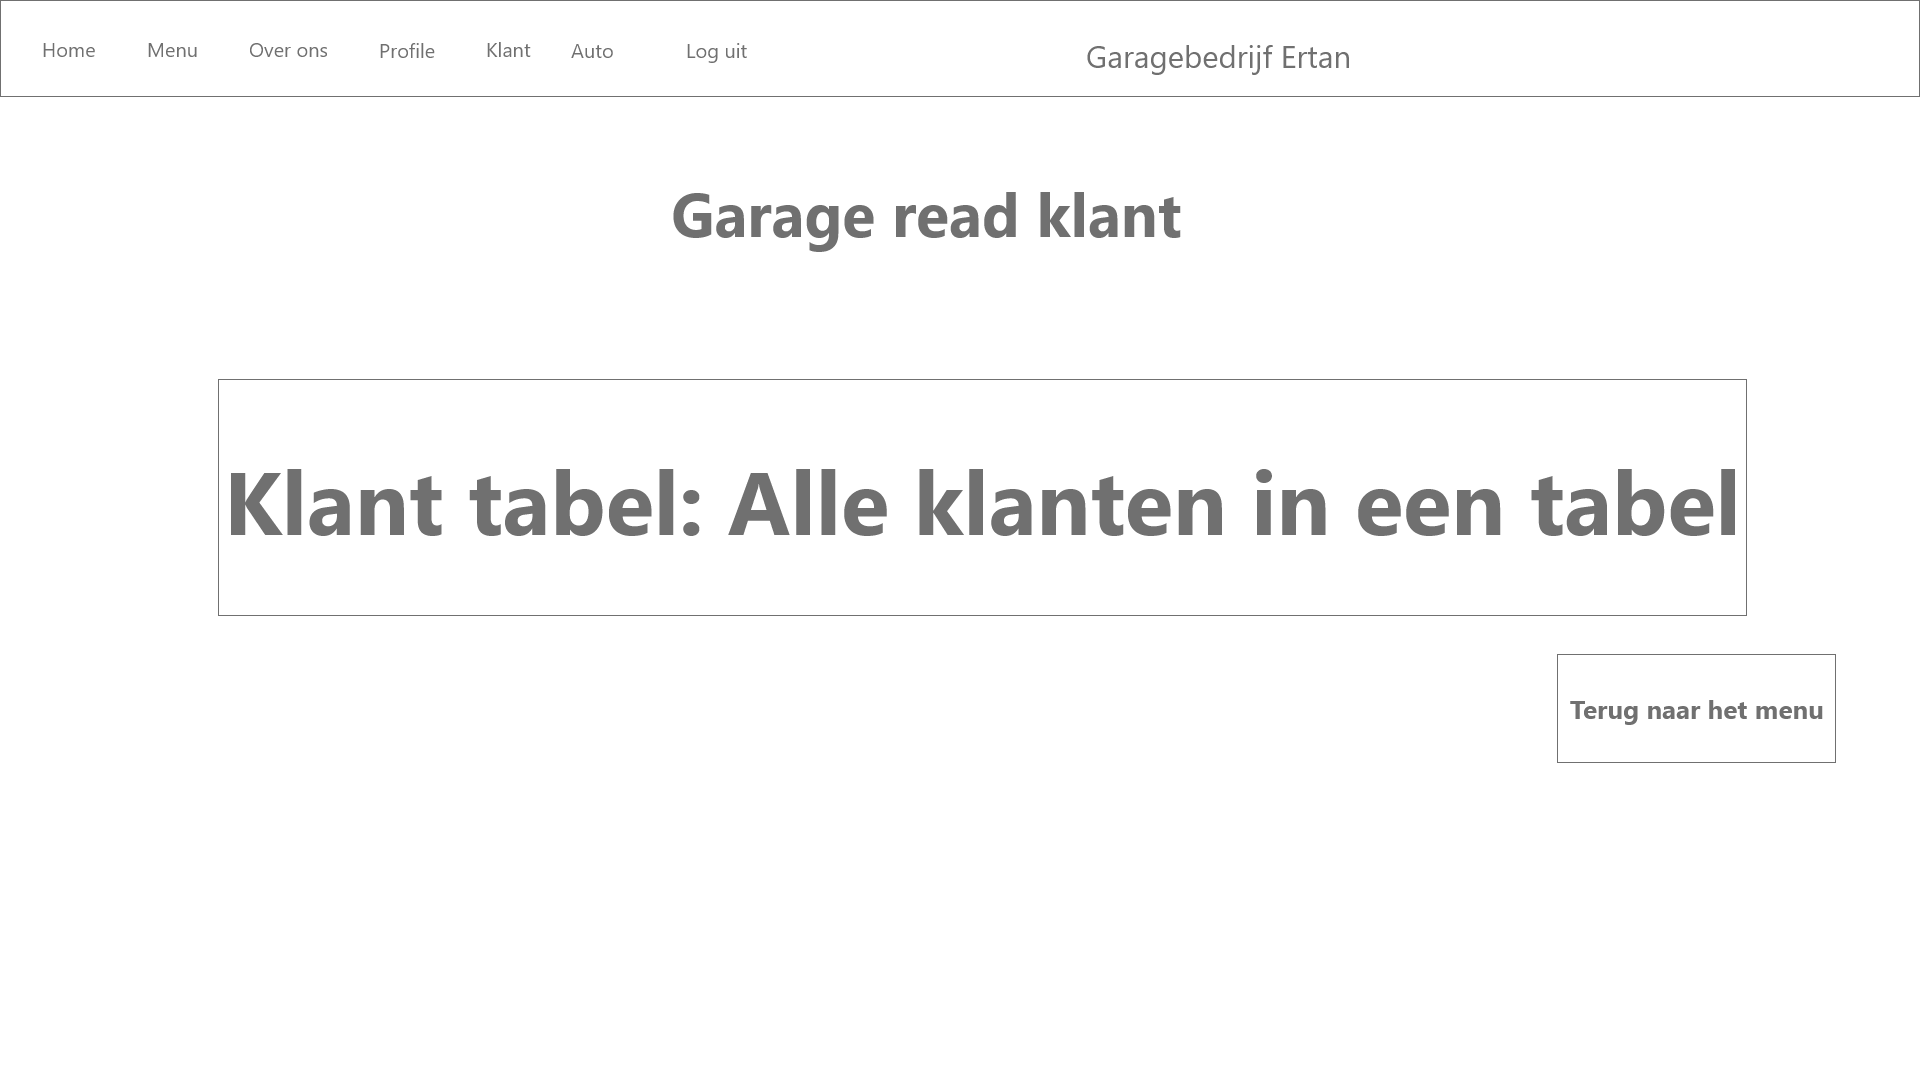 Home Menu Over ons Profile Klant Auto Log uit Garagebedrijf Ertan
Garage read klant
Klant tabel: Alle klanten in een tabel
Terug naar het menu